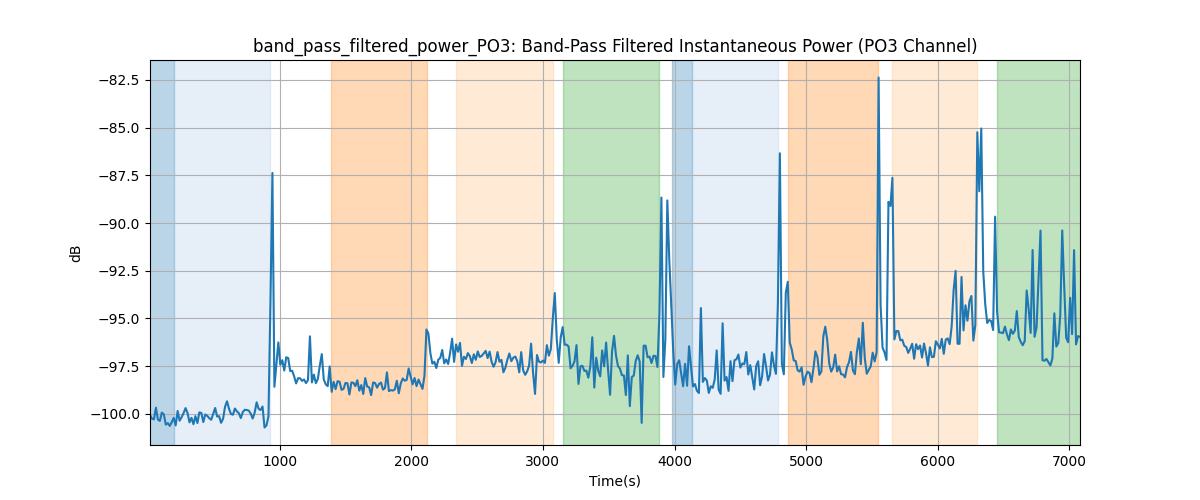 band_pass_filtered_power_PO3: Band-Pass Filtered Instantaneous Power (PO3 Channel)
−82.5
−85.0
−87.5
−90.0
−92.5
−95.0
−97.5
−100.0
dB
1000 2000 3000 4000 5000 6000 7000
Time(s)